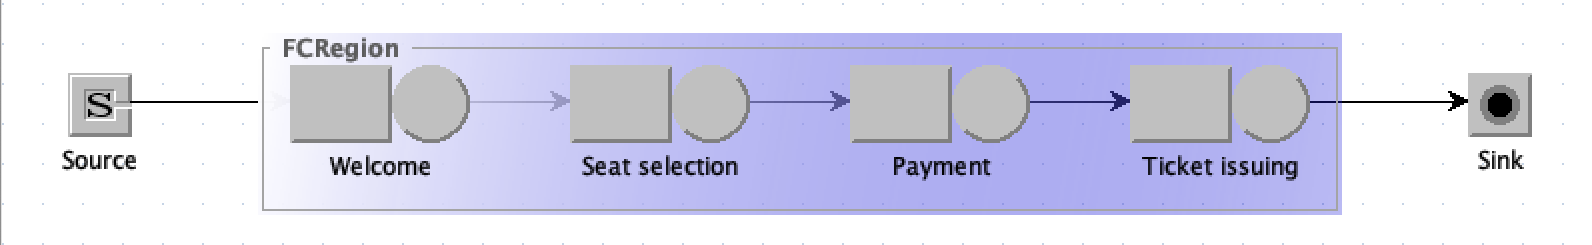 FCRegion
S
Source
Welcome
Seat selection
Payment
Ticket issuing
Sink